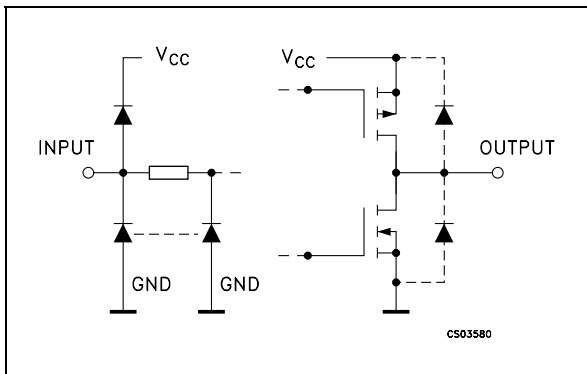 VCC
VCC
INPUT
OUTPUT
GND
GND
CS03580